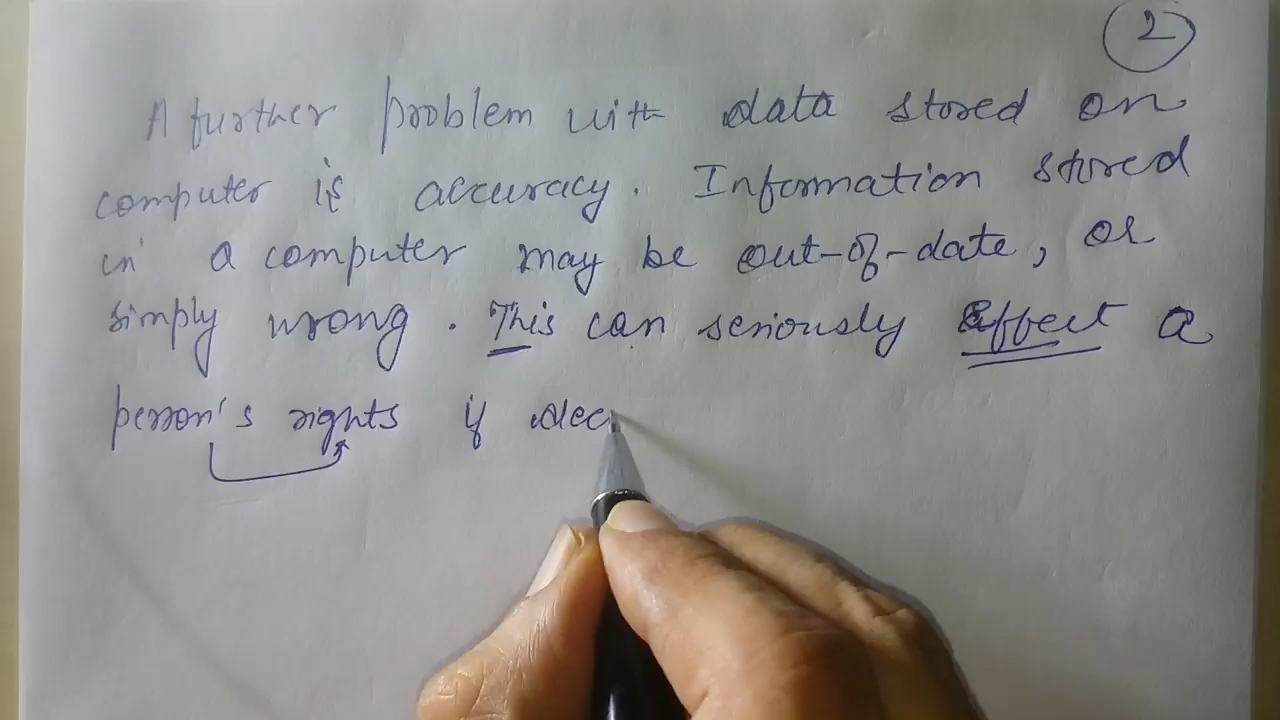 2
A further problem with data stored on
computer is accuracy. Information stored
in a computer may be out-of-date, or
simply wrong. This can seriously affect a
person's rights if dec